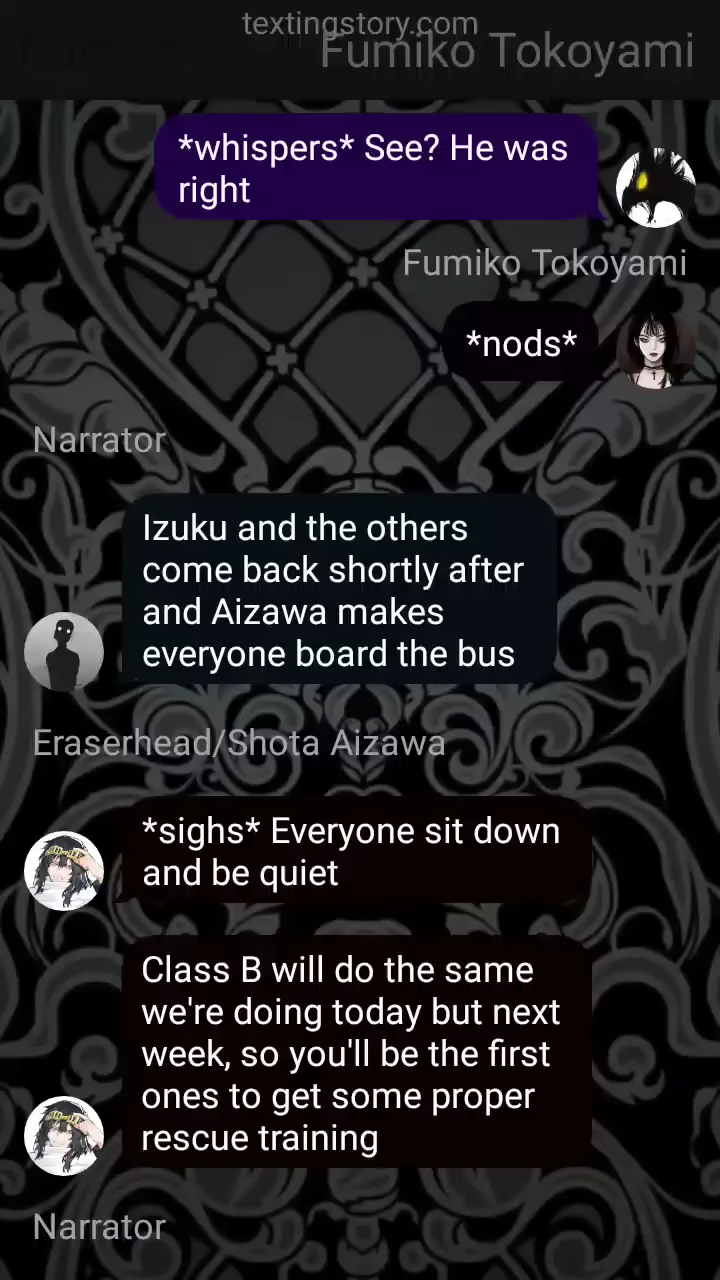 textingstory.com
Fumiko Tokoyami
*whispers* See? He was
right
Fumiko Tokoyami
*nods*
Narrator
Izuku and the others
come back shortly after
and Aizawa makes
everyone board the bus
Eraserhead/Shota Aizawa
*sighs* Everyone sit down
and be quiet
Class B will do the same
we're doing today but next
week, so you'll be the first
ones to get some proper
rescue training
Narrator